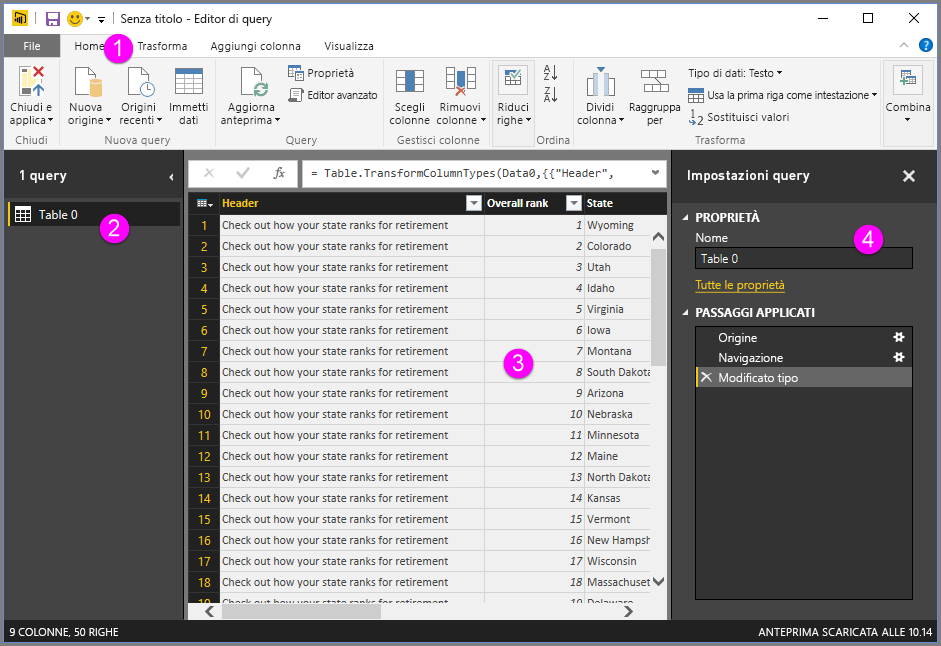 Senza titolo - Editor di query
File Home Trasforma Aggiungi colonna Visualizza
1
Chiudi e applica
Nuova origine
Origini recenti
Immetti dati
Aggiorna anteprima
Proprietà
Editor avanzato
Scegli colonne
Rimuovi colonne
Riduci righe
Dividi colonna
Raggruppa per
Tipo di dati: Testo
Usa la prima riga come intestazione
Sostituisci valori
Combina
Chiudi Nuova query Query Gestisci colonne Ordina Trasforma
1 query
Table 0
2
fx = Table.TransformColumnTypes(Data0,{{"Header",
Header Overall rank State
1 Check out how your state ranks for retirement 1 Wyoming
2 Check out how your state ranks for retirement 2 Colorado
3 Check out how your state ranks for retirement 3 Utah
4 Check out how your state ranks for retirement 4 Idaho
5 Check out how your state ranks for retirement 5 Virginia
6 Check out how your state ranks for retirement 6 Iowa
7 Check out how your state ranks for retirement 7 Montana
8 Check out how your state ranks for retirement 8 South Dakota
3
9 Check out how your state ranks for retirement 9 Arizona
10 Check out how your state ranks for retirement 10 Nebraska
11 Check out how your state ranks for retirement 11 Minnesota
12 Check out how your state ranks for retirement 12 Maine
13 Check out how your state ranks for retirement 13 North Dakota
14 Check out how your state ranks for retirement 14 Kansas
15 Check out how your state ranks for retirement 15 Vermont
16 Check out how your state ranks for retirement 16 New Hampsh
17 Check out how your state ranks for retirement 17 Wisconsin
18 Check out how your state ranks for retirement 18 Massachuset
19 Check out how your state ranks for retirement 19 Delaware
Impostazioni query
PROPRIETÀ
4
Nome
Table 0
Tutte le proprietà
PASSAGGI APPLICATI
Origine
Navigazione
Modificato tipo
9 COLONNE, 50 RIGHE
ANTEPRIMA SCARICATA ALLE 10.14